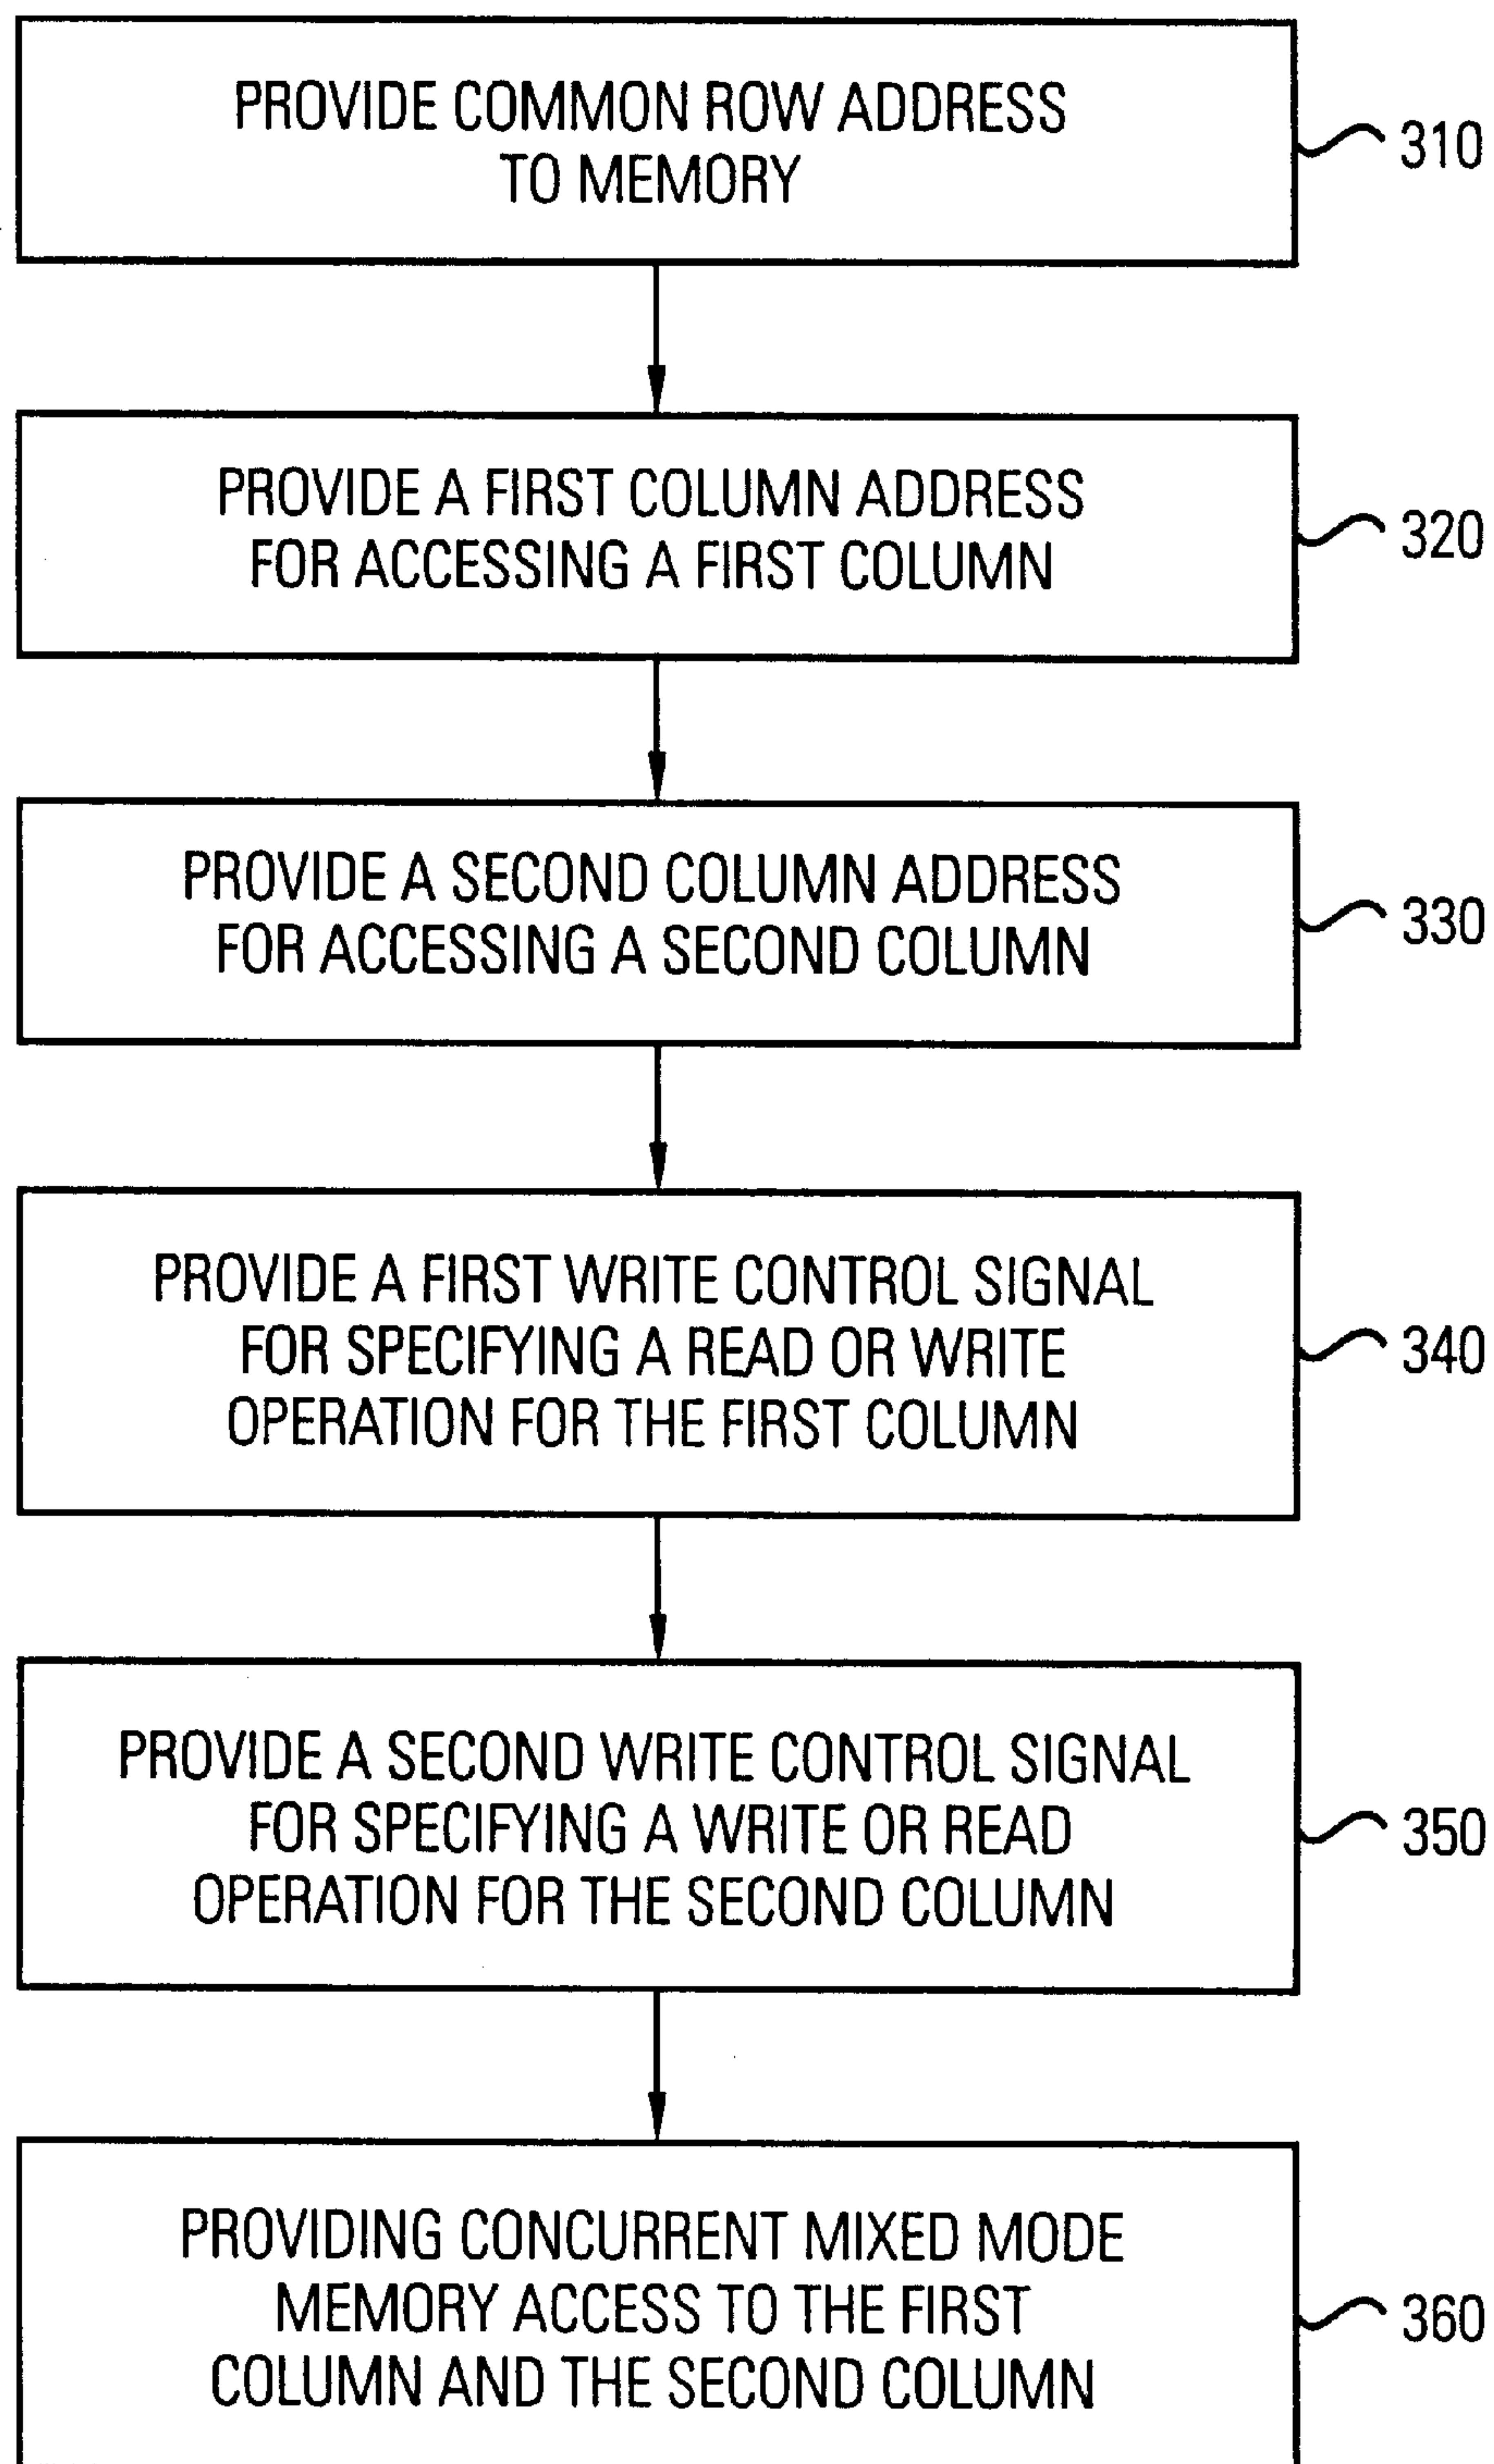 PROVIDE COMMON ROW ADDRESS
TO MEMORY
310
PROVIDE A FIRST COLUMN ADDRESS
FOR ACCESSING A FIRST COLUMN
320
PROVIDE A SECOND COLUMN ADDRESS
FOR ACCESSING A SECOND COLUMN
330
PROVIDE A FIRST WRITE CONTROL SIGNAL
FOR SPECIFYING A READ OR WRITE
OPERATION FOR THE FIRST COLUMN
340
PROVIDE A SECOND WRITE CONTROL SIGNAL
FOR SPECIFYING A WRITE OR READ
OPERATION FOR THE SECOND COLUMN
350
PROVIDING CONCURRENT MIXED MODE
MEMORY ACCESS TO THE FIRST
COLUMN AND THE SECOND COLUMN
360